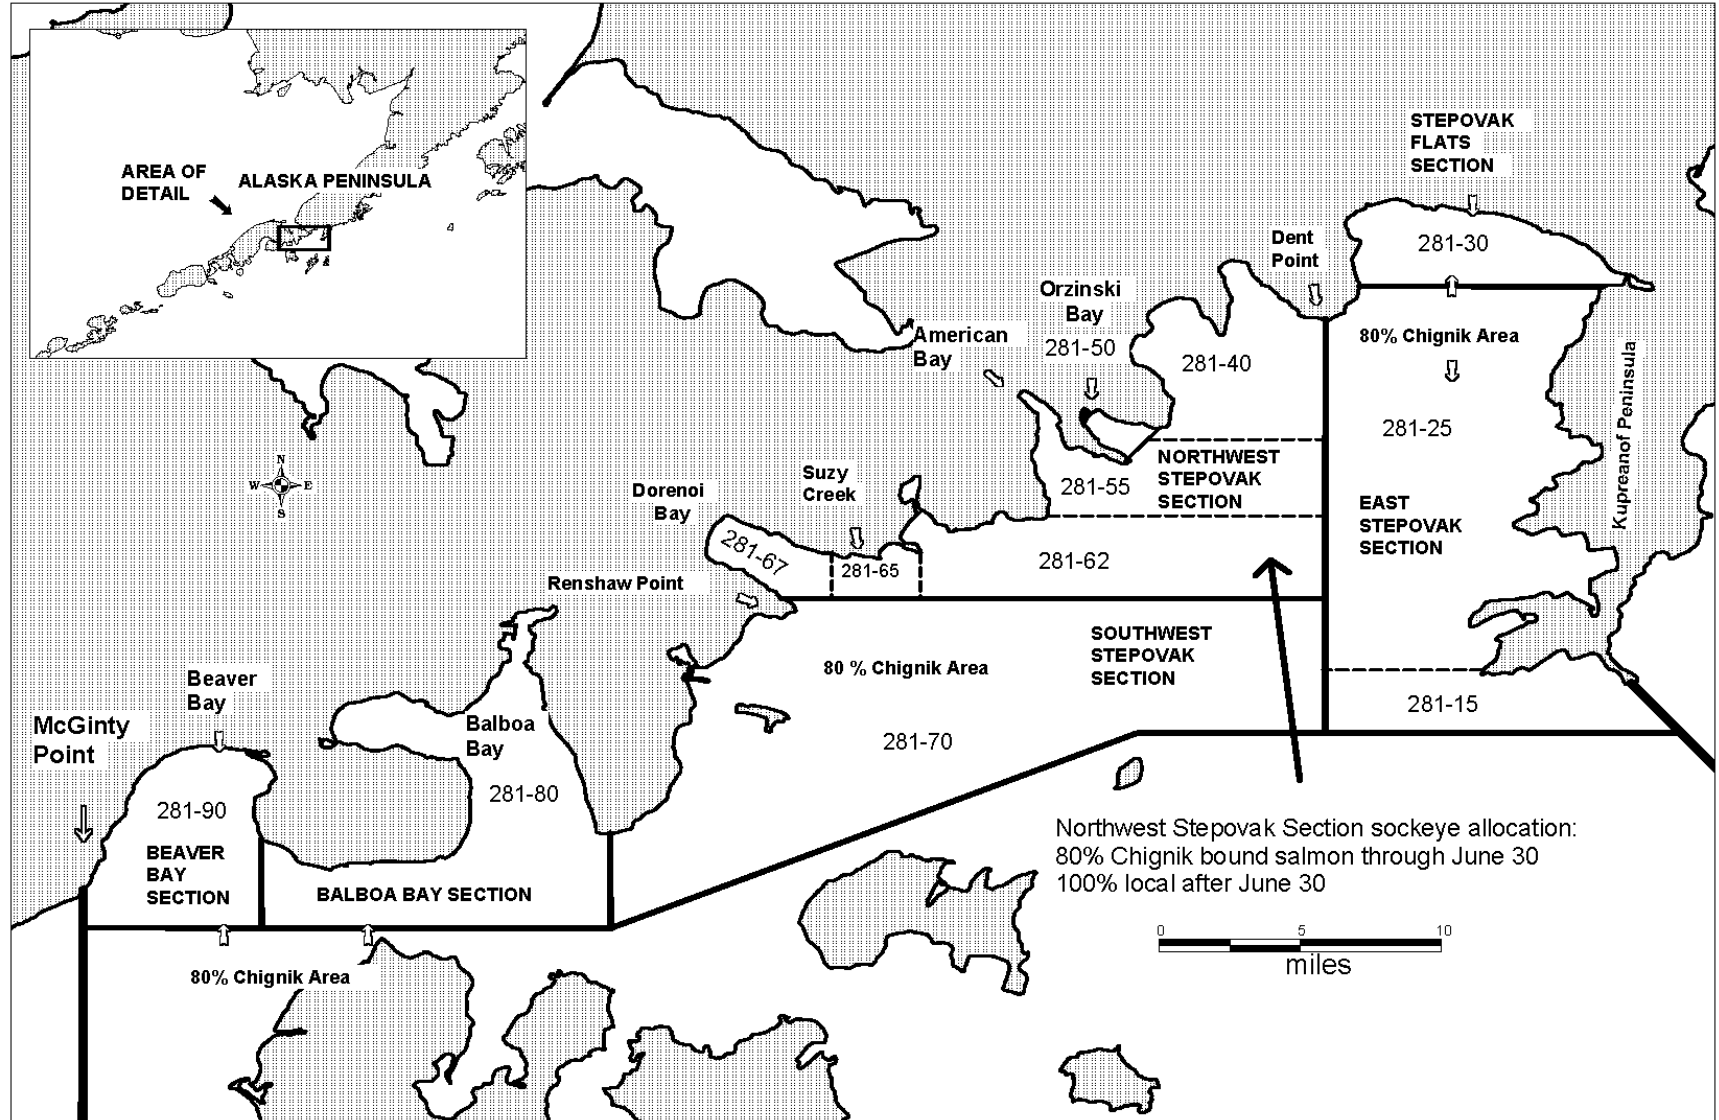 AREA OF
DETAIL
ALASKA PENINSULA
STEPOVAK
FLATS
SECTION
281-30
Dent
Point
Orzinski
Bay
281-50
American
Bay
281-40
80% Chignik Area
281-25
Kupreanof Peninsula
N
W E
S
Dorenoi
Bay
Suzy
Creek
281-55
NORTHWEST
STEPOVAK
SECTION
EAST
STEPOVAK
SECTION
281-67
281-65
281-62
Renshaw Point
SOUTHWEST
STEPOVAK
SECTION
80 % Chignik Area
281-15
281-70
Beaver
Bay
McGinty
Point
Balboa
Bay
281-80
281-90
BEAVER
BAY
SECTION
BALBOA BAY SECTION
80% Chignik Area
Northwest Stepovak Section sockeye allocation:
80% Chignik bound salmon through June 30
100% local after June 30
0 5 10
miles